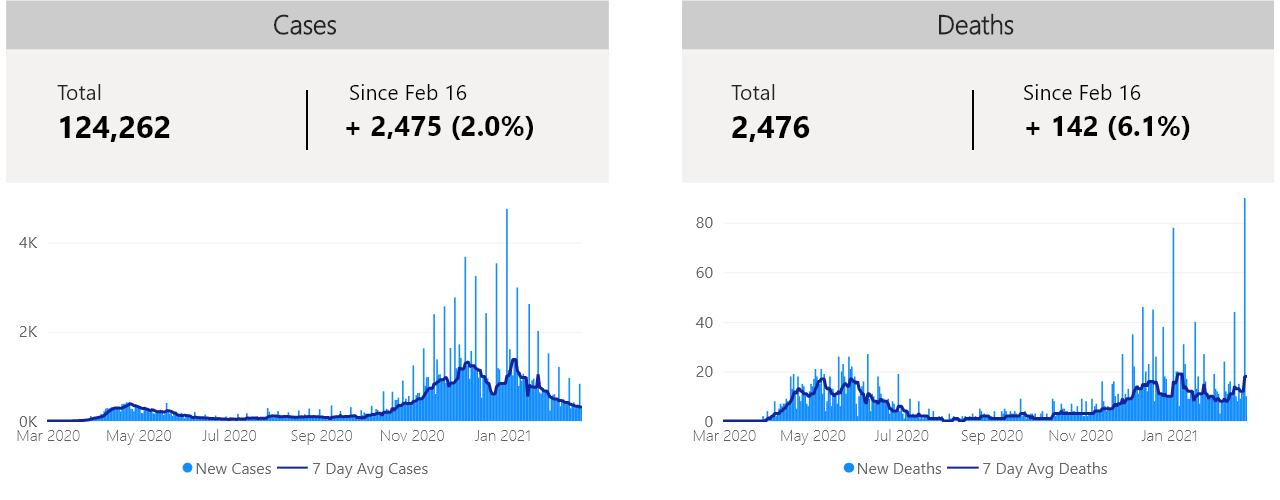 Cases
Total
Since Feb 16
124,262
+ 2,475 (2.0%)
4K
2K
0K
Mar 2020 May 2020 Jul 2020 Sep 2020 Nov 2020 Jan 2021
New Cases 7 Day Avg Cases
Deaths
Total
Since Feb 16
2,476
+ 142 (6.1%)
80
60
40
20
0
Mar 2020 May 2020 Jul 2020 Sep 2020 Nov 2020 Jan 2021
New Deaths 7 Day Avg Deaths